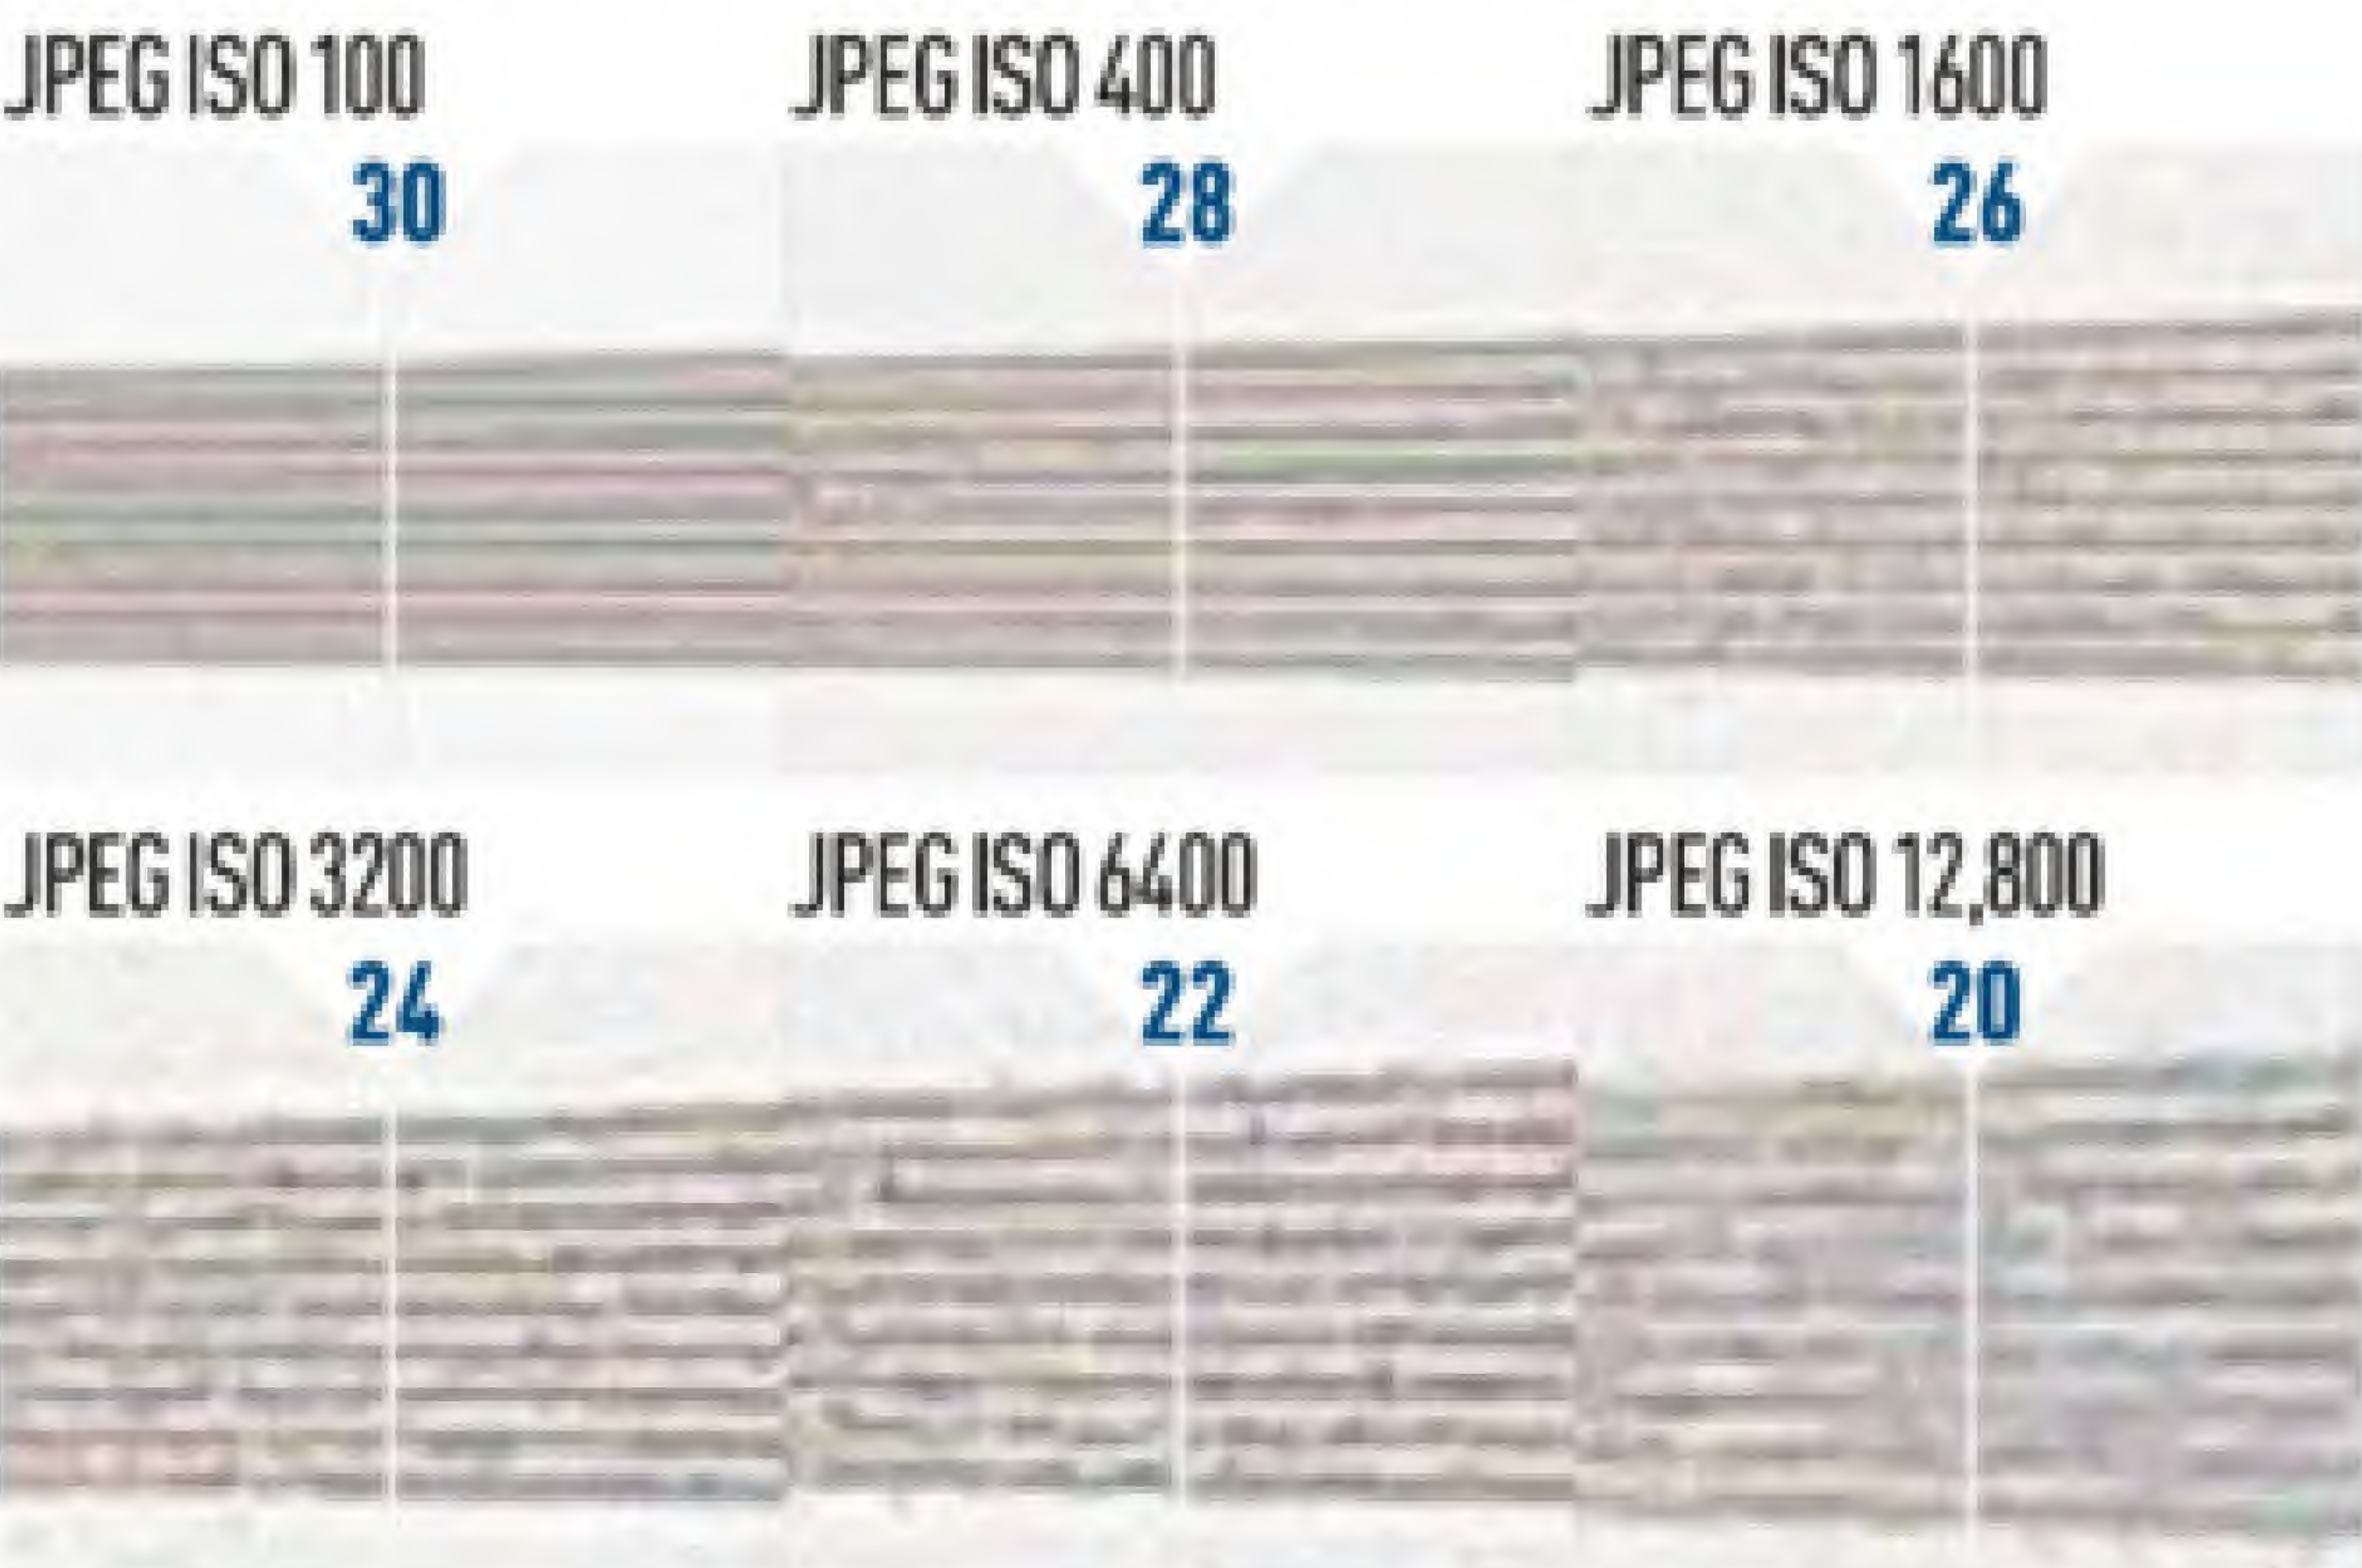 JPEG ISO 100
JPEG ISO 400
JPEG ISO 1600
30
28
26
JPEG ISO 3200
JPEG ISO 6400
JPEG ISO 12,800
24
22
20